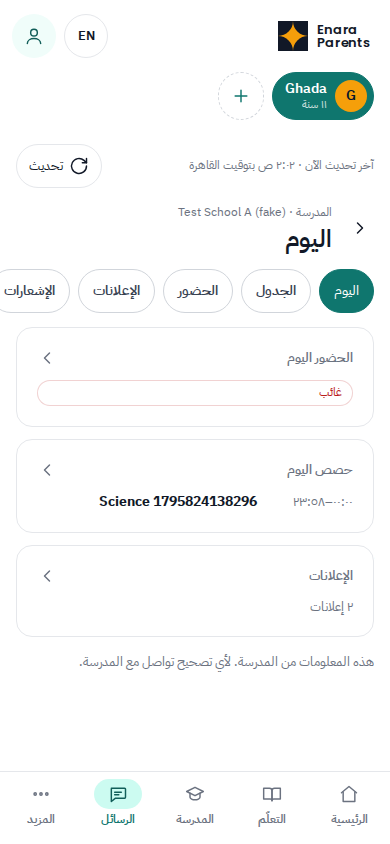 Enara
Parents
EN
G
Ghada
١١ سنة
آخر تحديث الآن · ٢:٠٢ ص بتوقيت القاهرة
تحديث
المدرسة · Test School A (fake)
اليوم
اليوم
الجدول
الحضور
الإعلانات
الإشعارات
الحضور اليوم
غائب
حصص اليوم
٠٠:٠٠–٢٣:٥٨
Science 1795824138296
الإعلانات
٢ إعلانات
هذه المعلومات من المدرسة. لأي تصحيح تواصل مع المدرسة.
الرئيسية
التعلّم
المدرسة
الرسائل
المزيد